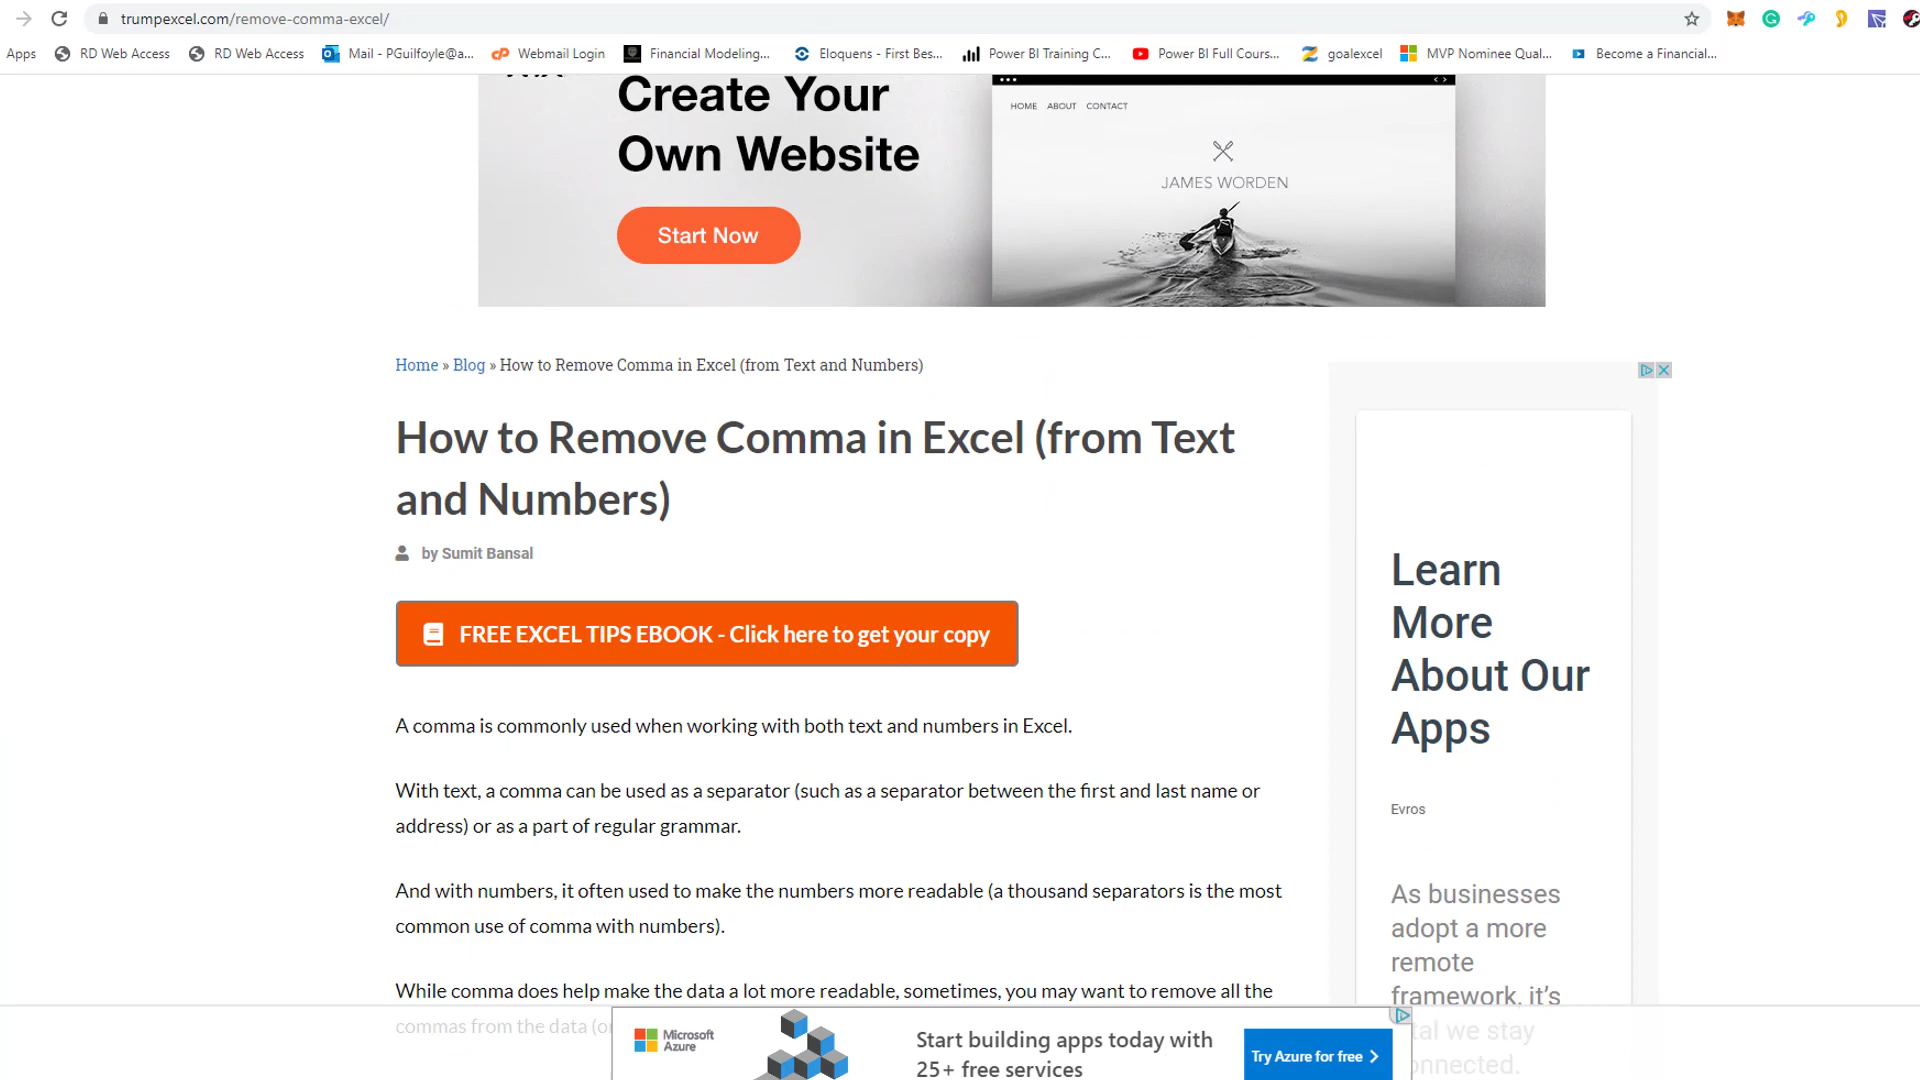 trumpexcel.com/remove-comma-excel/
Apps RD Web Access RD Web Access Mail - PGuilfoyle@a... Webmail Login Financial Modeling... Eloquens - First Bes... Power BI Training C... Power BI Full Cours... goalexcel MVP Nominee Qual... Become a Financial...
Create Your
Own Website
Start Now
HOME ABOUT CONTACT
JAMES WORDEN
Home » Blog » How to Remove Comma in Excel (from Text and Numbers)
How to Remove Comma in Excel (from Text
and Numbers)
by Sumit Bansal
FREE EXCEL TIPS EBOOK - Click here to get your copy
A comma is commonly used when working with both text and numbers in Excel.
With text, a comma can be used as a separator (such as a separator between the first and last name or
address) or as a part of regular grammar.
And with numbers, it often used to make the numbers more readable (a thousand separators is the most
common use of comma with numbers).
While comma does help make the data a lot more readable, sometimes, you may want to remove all the
commas from the data (or
Learn
More
About Our
Apps
Evros
As businesses
adopt a more
remote
framework, it's
tal we stay
onnected.
Microsoft
Azure
Start building apps today with
25+ free services
Try Azure for free